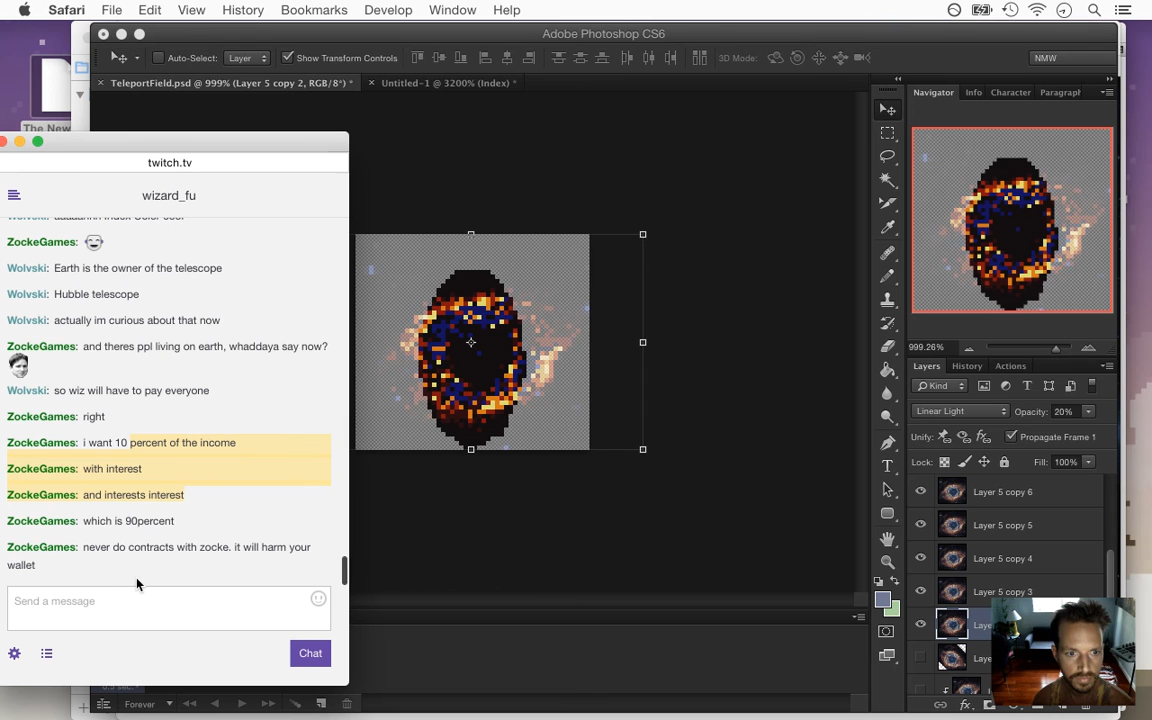 Safari File Edit View History Bookmarks Develop Window Help
Adobe Photoshop CS6
Auto-Select: Layer Show Transform Controls 3D Mode: NMW
TeleportField.psd @ 999% (Layer 5 copy 2, RGB/8*) * Untitled-1 @ 3200% (Index) *
Navigator Info Character Paragraph
The New
twitch.tv
wizard_fu
ZockeGames:
Wolvski: Earth is the owner of the telescope
Wolvski: Hubble telescope
Wolvski: actually im curious about that now
ZockeGames: and theres ppl living on earth, whaddaya say now?
Wolvski: so wiz will have to pay everyone
ZockeGames: right
ZockeGames: i want 10 percent of the income
ZockeGames: with interest
ZockeGames: and interests interest
ZockeGames: which is 90percent
ZockeGames: never do contracts with zocke. it will harm your
wallet
Send a message
Chat
999.26%
Layers History Actions
Kind
Linear Light Opacity: 20%
Unify: Propagate Frame 1
Lock: Fill: 100%
Layer 5 copy 6
Layer 5 copy 5
Layer 5 copy 4
Layer 5 copy 3
Forever